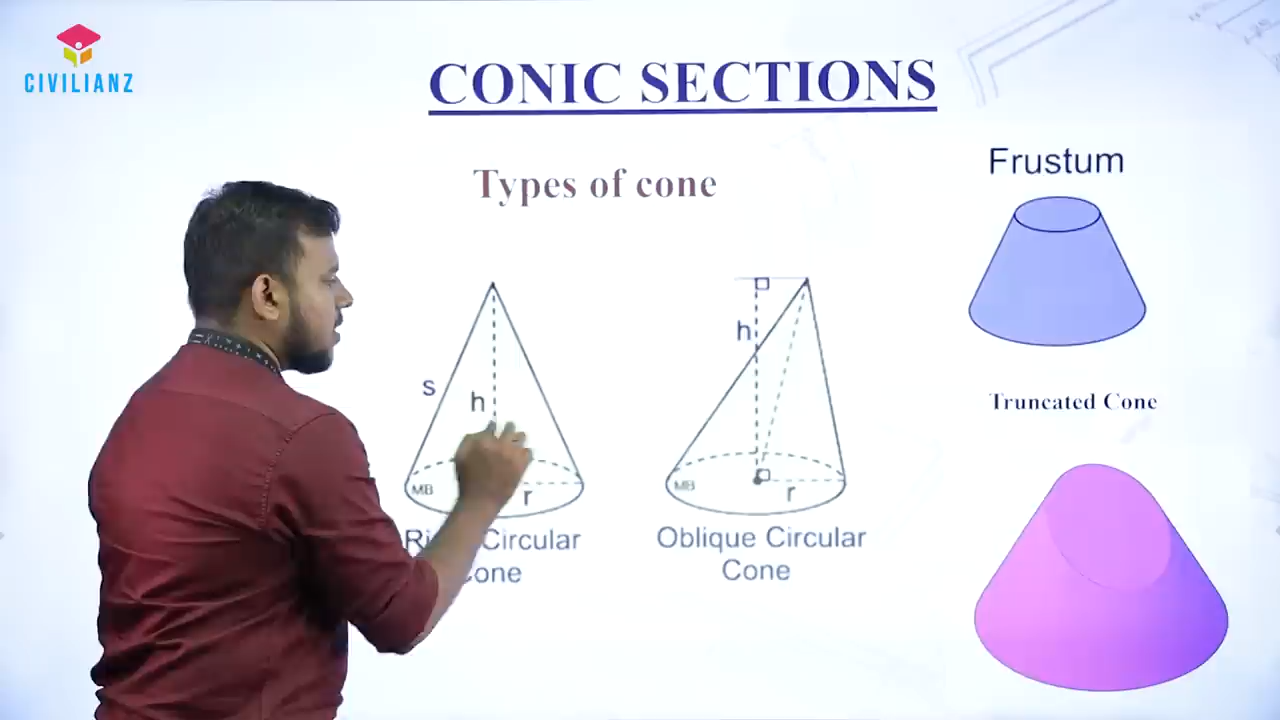 CIVILIANZ
CONIC SECTIONS
Types of cone
Frustum
h
s
h
Truncated Cone
MB
r
MB
r
Circular
Oblique Circular
Cone
Cone